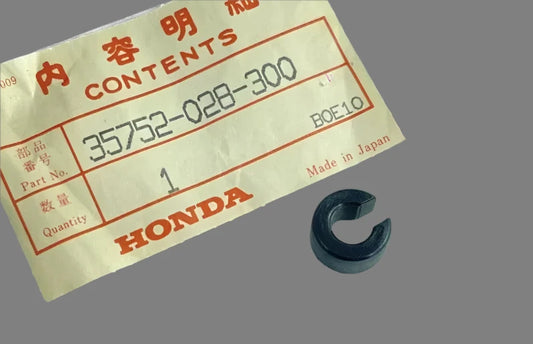 009
内容明細
CONTENTS
部品
番号
Part No.
35752-028-300
BOE10
数量
Quantity
1
Made in Japan
HONDA